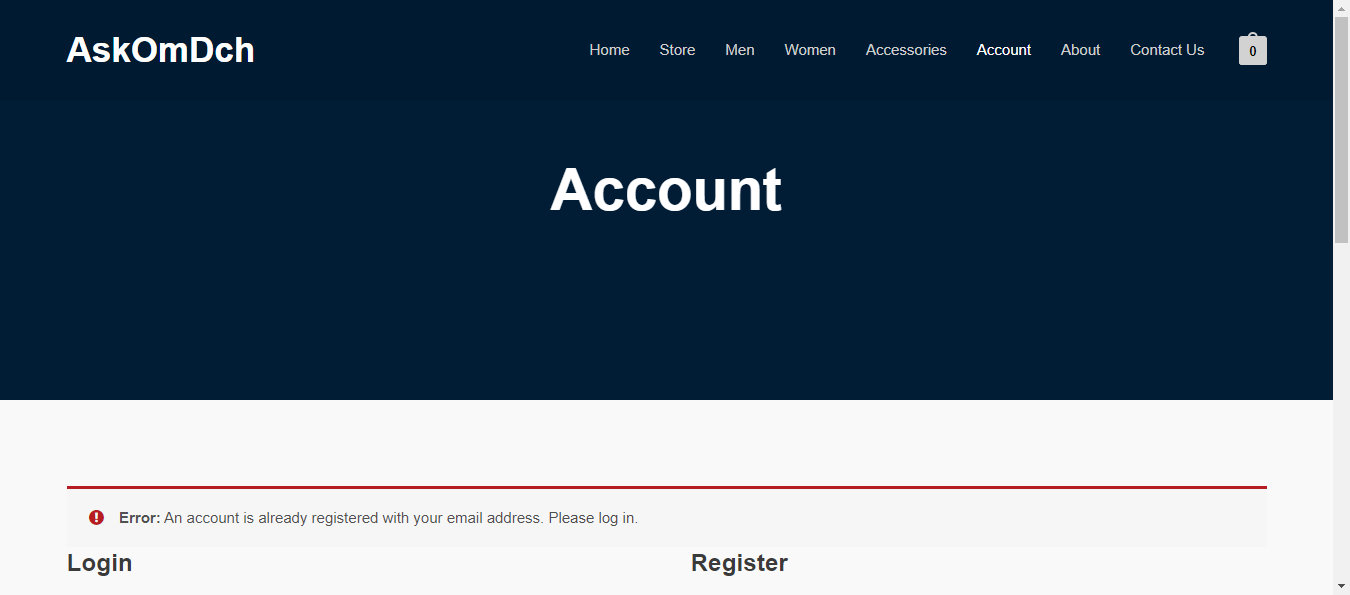 AskOmDch
Home Store Men Women Accessories Account About Contact Us 0
Account
Error: An account is already registered with your email address. Please log in.
Login Register